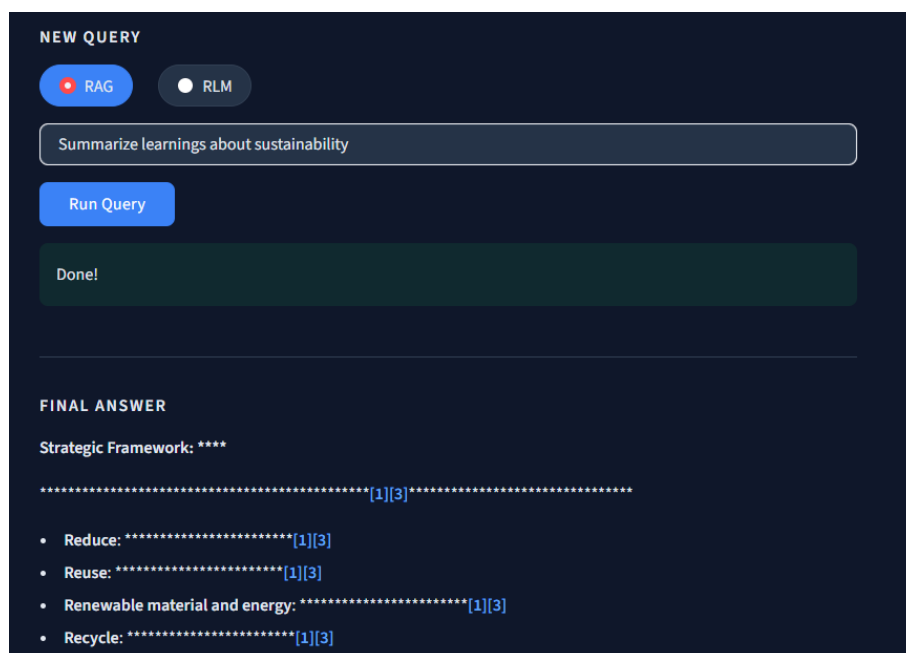 NEW QUERY
RAG RLM
Summarize learnings about sustainability
Run Query
Done!
FINAL ANSWER
Strategic Framework: ****
***********************************************[1][3]********************************
• Reduce: ************************[1][3]
• Reuse: ************************[1][3]
• Renewable material and energy: ************************[1][3]
• Recycle: ************************[1][3]